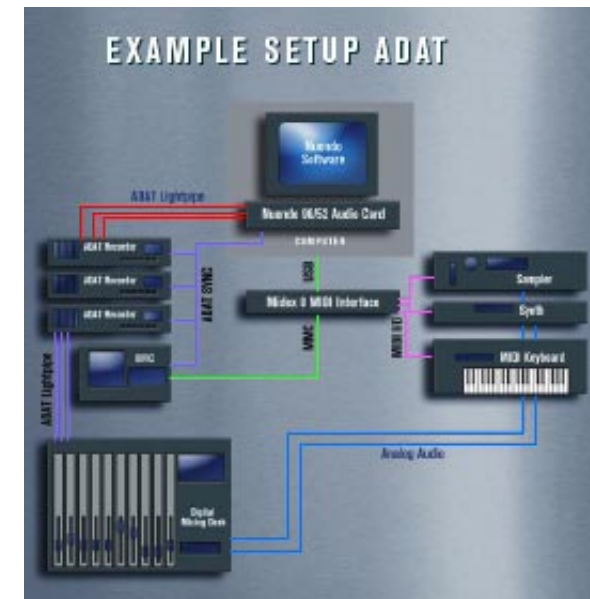 EXAMPLE SETUP ADAT
Nuendo
Software
ADAT Lightpipe
Nuendo 96/52 Audio Card
COMPUTER
ADAT Recorder
ADAT Recorder
ADAT Recorder
ADAT SYNC
USB
Midex 8 MIDI Interface
MMC
MIDI I/O
Sampler
Synth
MIDI Keyboard
ADAT Lightpipe
Analog Audio
Digital
Mixing Desk